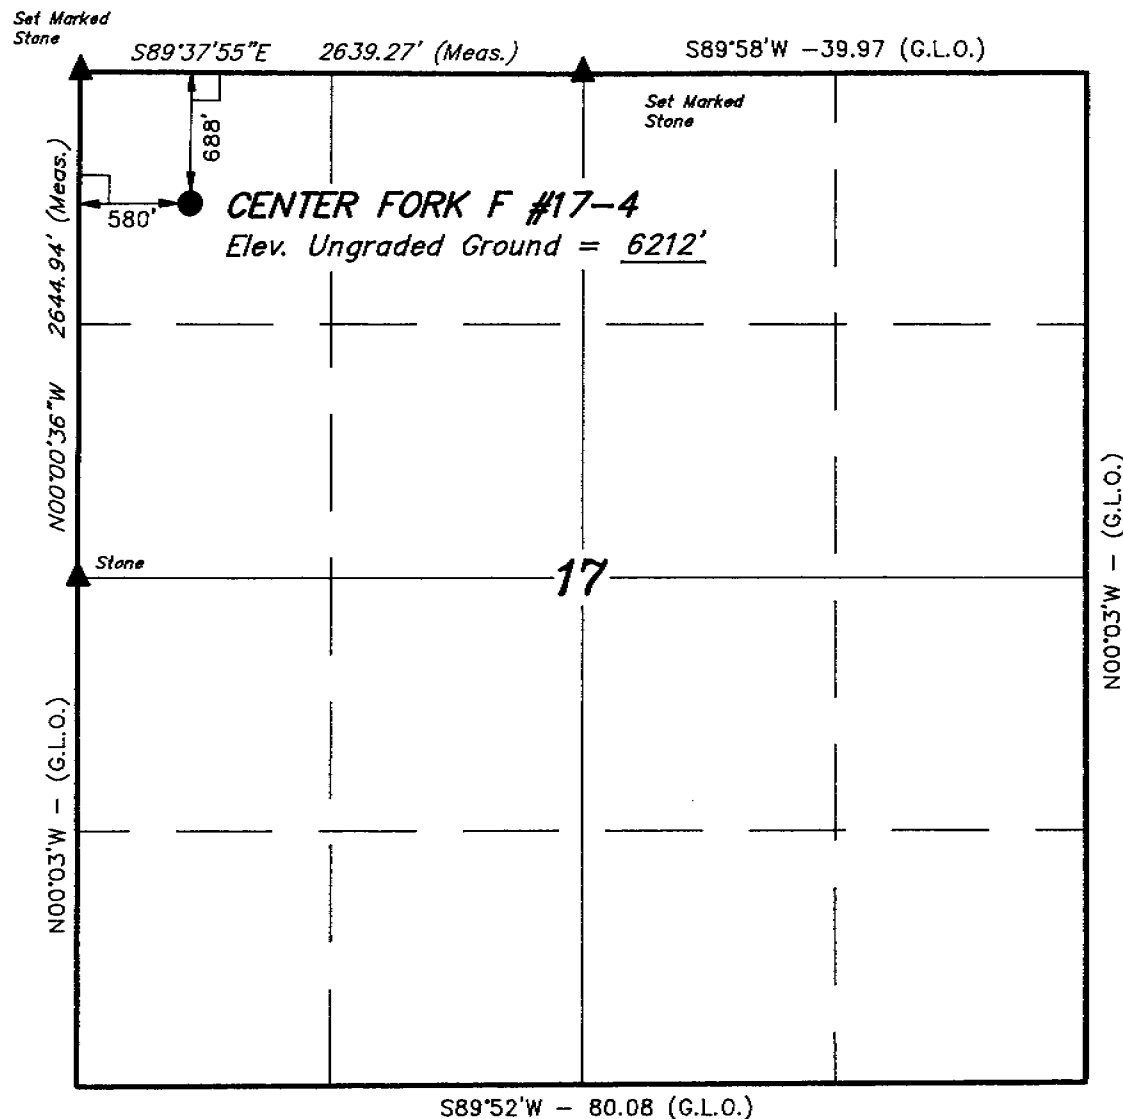 Set Marked
Stone
S89°37'55"E 2639.27' (Meas.)
S89°58'W –39.97 (G.L.O.)
Set Marked
Stone
688'
580'
CENTER FORK F #17–4
Elev. Ungraded Ground = 6212'
N00°00'36"W 2644.94' (Meas.)
Stone
17
N00°03'W – (G.L.O.)
N00°03'W – (G.L.O.)
S89°52'W – 80.08 (G.L.O.)